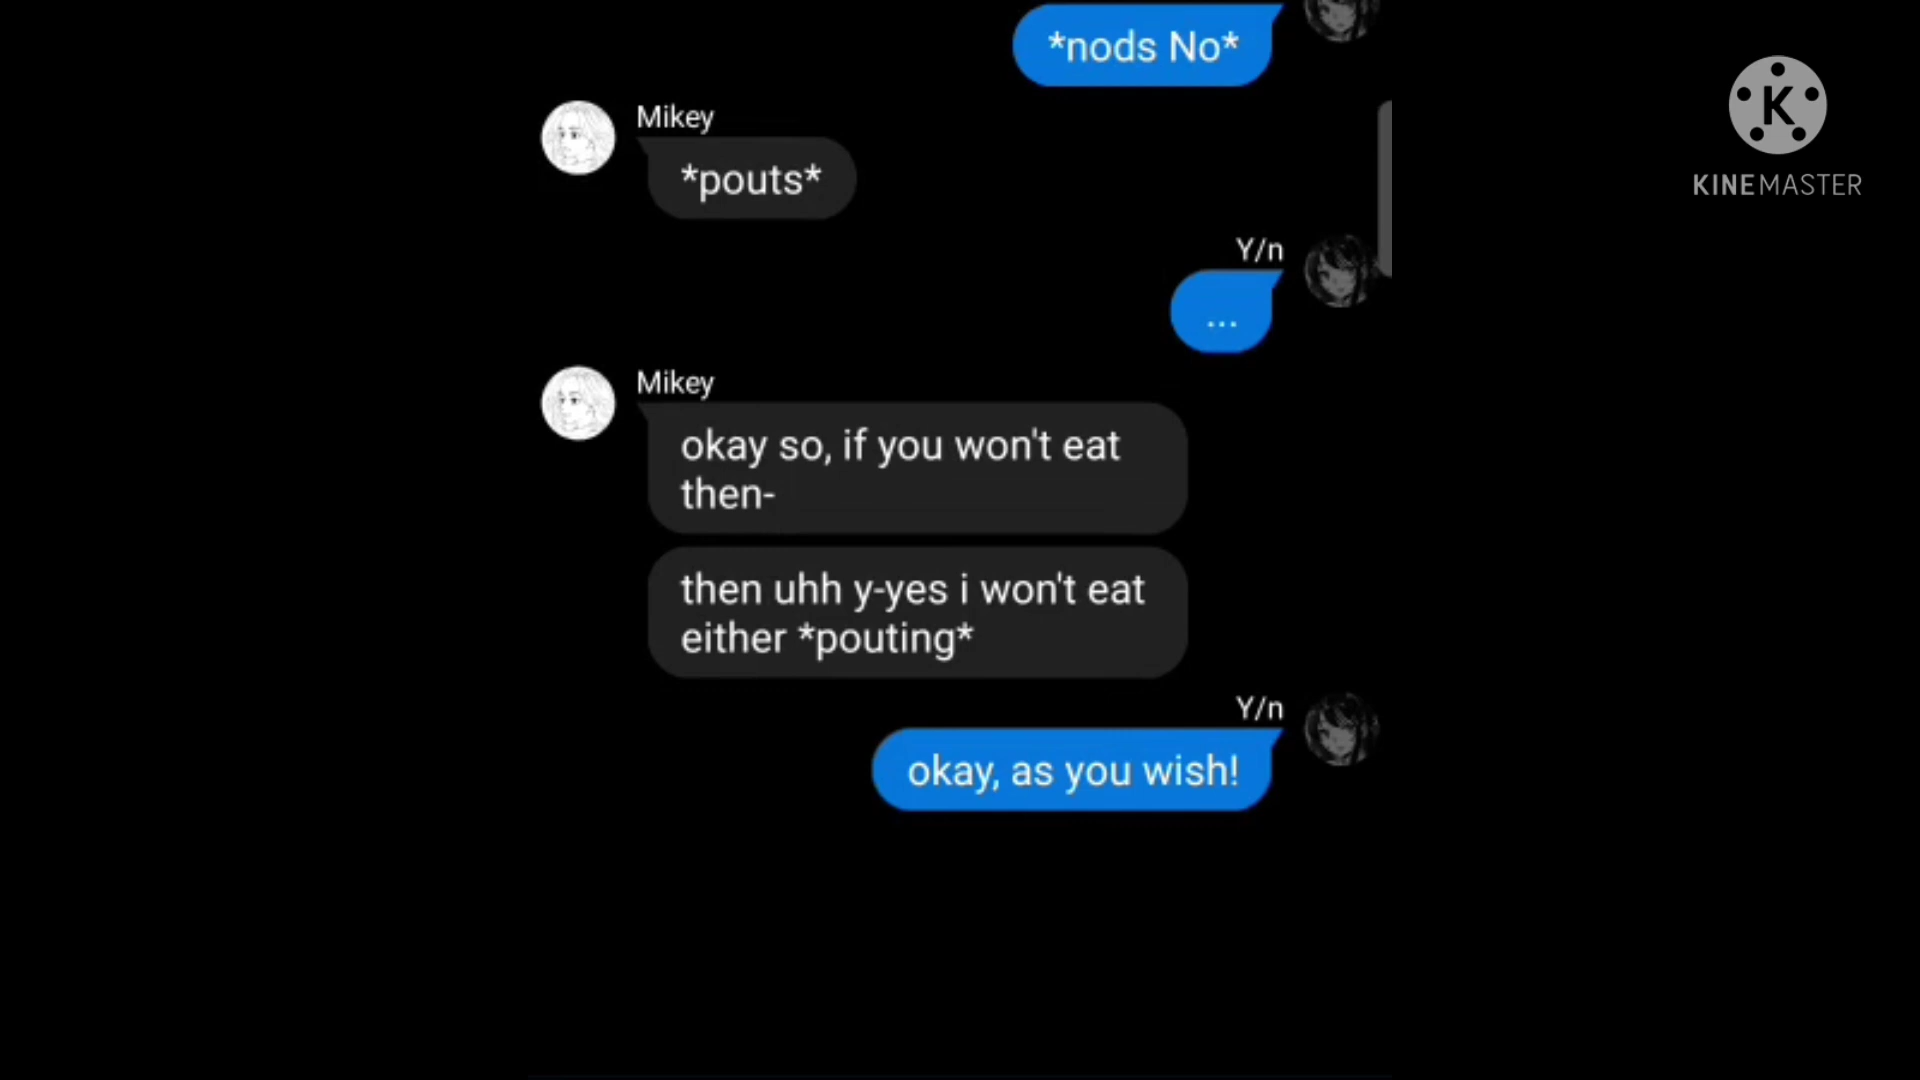 *nods No*
Mikey
*pouts*
Y/n
...
Mikey
okay so, if you won't eat
then-
then uhh y-yes i won't eat
either *pouting*
Y/n
okay, as you wish!
K
KINEMASTER